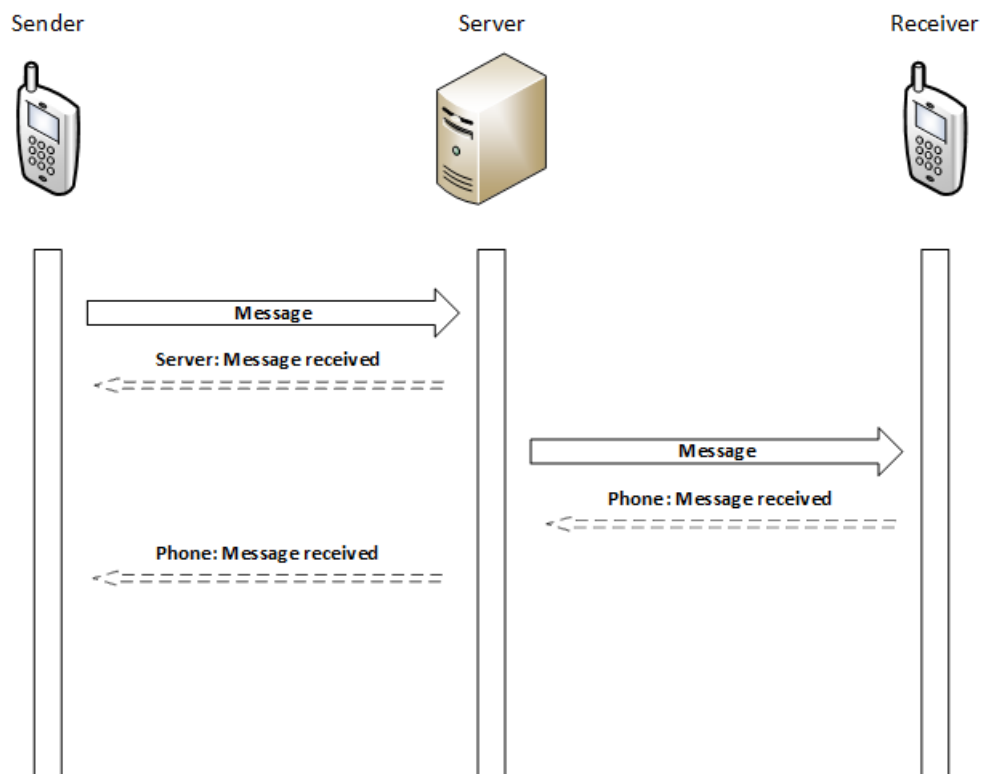 Sender
Server
Receiver
Message
Server: Message received
Message
Phone: Message received
Phone: Message received